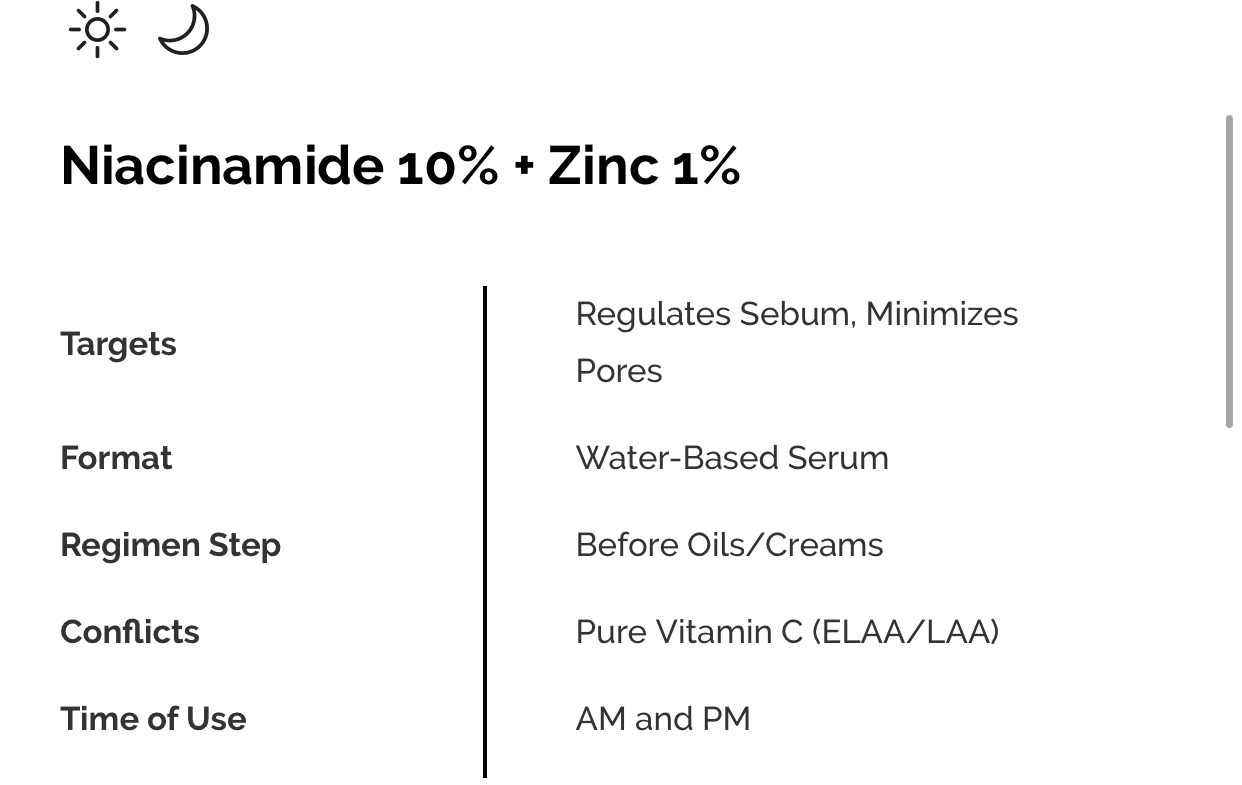 Niacinamide 10% + Zinc 1%
Targets
Regulates Sebum, Minimizes
Pores
Format
Water-Based Serum
Regimen Step
Before Oils/Creams
Conflicts
Pure Vitamin C (ELAA/LAA)
Time of Use
AM and PM